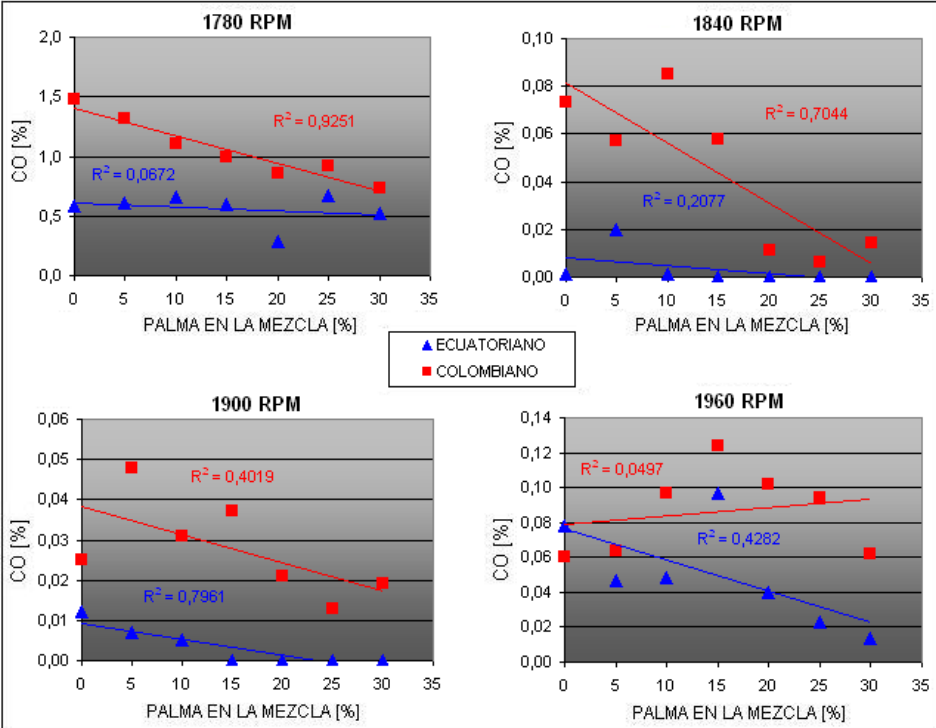 1780 RPM
2,0
1,5
1,0
0,5
0,0
CO [%]
R² = 0,9251
R² = 0,0672
0 5 10 15 20 25 30 35
PALMA EN LA MEZCLA [%]
1840 RPM
0,10
0,08
0,06
0,04
0,02
0,00
CO [%]
R² = 0,7044
R² = 0,2077
0 5 10 15 20 25 30 35
PALMA EN LA MEZCLA [%]
ECUATORIANO
COLOMBIANO
1900 RPM
0,06
0,05
0,04
0,03
0,02
0,01
0,00
CO [%]
R² = 0,4019
R² = 0,7961
0 5 10 15 20 25 30 35
PALMA EN LA MEZCLA [%]
1960 RPM
0,14
0,12
0,10
0,08
0,06
0,04
0,02
0,00
CO [%]
R² = 0,0497
R² = 0,4282
0 5 10 15 20 25 30 35
PALMA EN LA MEZCLA [%]